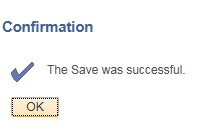 Confirmation
The Save was successful.
OK